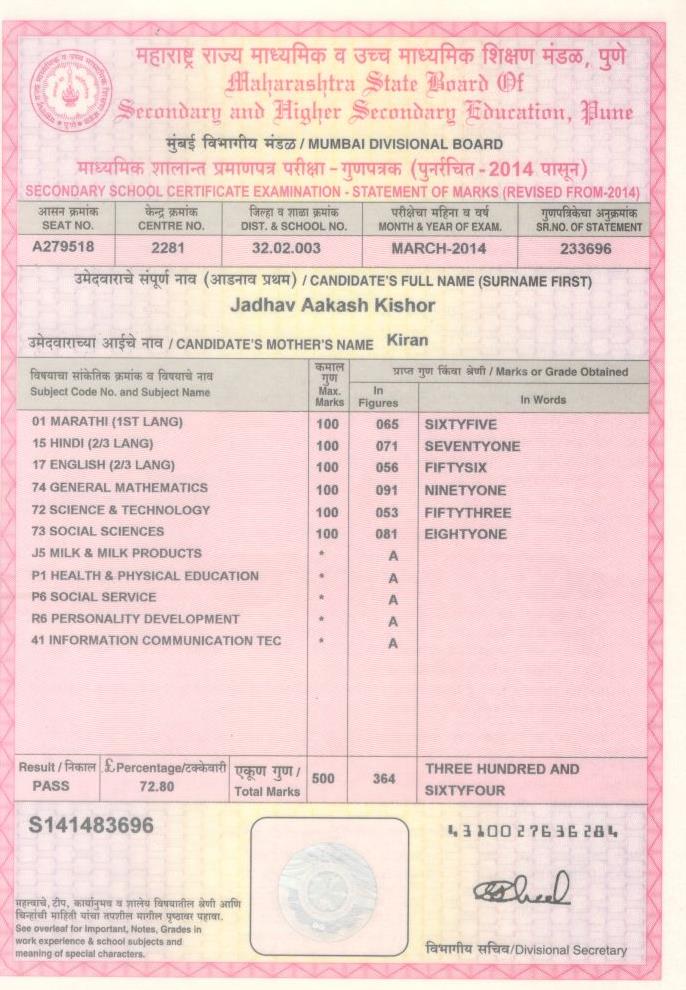 महाराष्ट्र राज्य माध्यमिक व उच्च माध्यमिक शिक्षण मंडळ, पुणे
Maharashtra State Board Of
Secondary and Higher Secondary Education, Pune
मुंबई विभागीय मंडळ / MUMBAI DIVISIONAL BOARD
माध्यमिक शालान्त प्रमाणपत्र परीक्षा - गुणपत्रक (पुनर्रचित - 2014 पासून)
SECONDARY SCHOOL CERTIFICATE EXAMINATION - STATEMENT OF MARKS (REVISED FROM-2014)
आसन क्रमांक केन्द्र क्रमांक जिल्हा व शाळा क्रमांक परीक्षेचा महिना व वर्ष गुणपत्रिकेचा अनुक्रमांक
SEAT NO. CENTRE NO. DIST. & SCHOOL NO. MONTH & YEAR OF EXAM. SR.NO. OF STATEMENT
A279518 2281 32.02.003 MARCH-2014 233696
उमेदवाराचे संपूर्ण नाव (आडनाव प्रथम) / CANDIDATE'S FULL NAME (SURNAME FIRST)
Jadhav Aakash Kishor
उमेदवाराच्या आईचे नाव / CANDIDATE'S MOTHER'S NAME Kiran
विषयाचा सांकेतिक क्रमांक व विषयाचे नाव
Subject Code No. and Subject Name
कमाल
गुण
Max.
Marks
प्राप्त गुण किंवा श्रेणी / Marks or Grade Obtained
In
Figures
In Words
01 MARATHI (1ST LANG) 100 065 SIXTYFIVE
15 HINDI (2/3 LANG) 100 071 SEVENTYONE
17 ENGLISH (2/3 LANG) 100 056 FIFTYSIX
74 GENERAL MATHEMATICS 100 091 NINETYONE
72 SCIENCE & TECHNOLOGY 100 053 FIFTYTHREE
73 SOCIAL SCIENCES 100 081 EIGHTYONE
J5 MILK & MILK PRODUCTS * A
P1 HEALTH & PHYSICAL EDUCATION * A
P6 SOCIAL SERVICE * A
R6 PERSONALITY DEVELOPMENT * A
41 INFORMATION COMMUNICATION TEC * A
Result / निकाल £ Percentage/टक्केवारी एकूण गुण /
PASS 72.80 Total Marks 500 364 THREE HUNDRED AND
SIXTYFOUR
S141483696
4310027636284
महत्त्वाचे, टीप, कार्यानुभव व शालेय विषयातील श्रेणी आणि
चिन्हांची माहिती यांचा तपशील मागील पृष्ठावर पहावा.
See overleaf for Important, Notes, Grades in
work experience & school subjects and
meaning of special characters.
विभागीय सचिव/Divisional Secretary